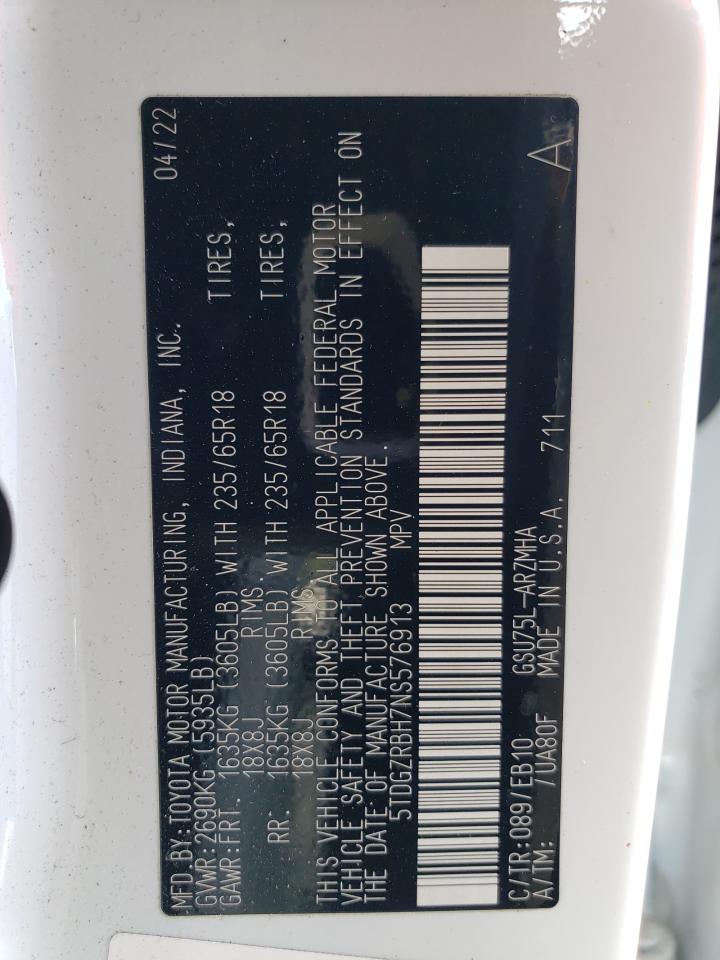 MFD BY:TOYOTA MOTOR MANUFACTURING, INDIANA, INC. 04/22
GVWR:2690KG (5935LB)
GAWR:FRT. 1635KG (3605LB) WITH 235/65R18 TIRES,
18X8J RIMS.
RR. 1635KG (3605LB) WITH 235/65R18 TIRES,
18X8J RIMS.
THIS VEHICLE CONFORMS TO ALL APPLICABLE FEDERAL MOTOR
VEHICLE SAFETY AND THEFT PREVENTION STANDARDS IN EFFECT ON
THE DATE OF MANUFACTURE SHOWN ABOVE.
5TDGZRBH7NS576913 MPV
C/TR:089/EB10 GSU75L-ARZMHA
A/TM: /UA80F MADE IN U.S.A. 711 A